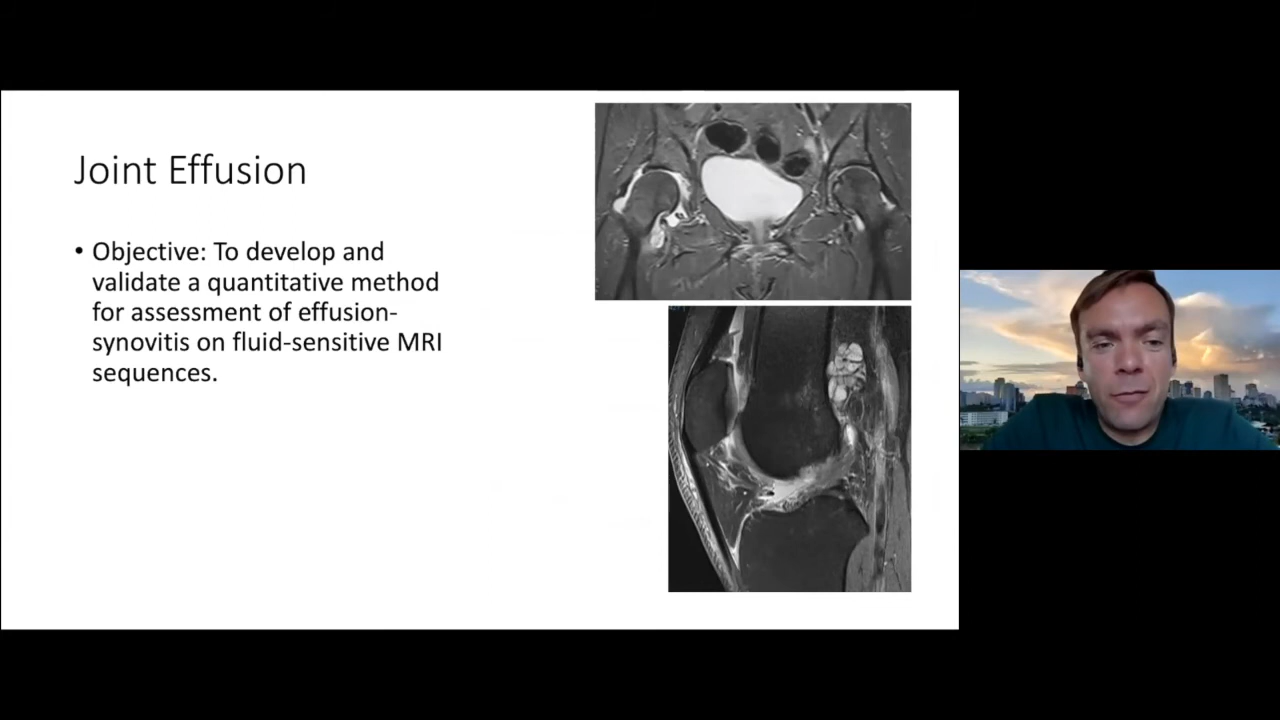 Joint Effusion
• Objective: To develop and
validate a quantitative method
for assessment of effusion-
synovitis on fluid-sensitive MRI
sequences.